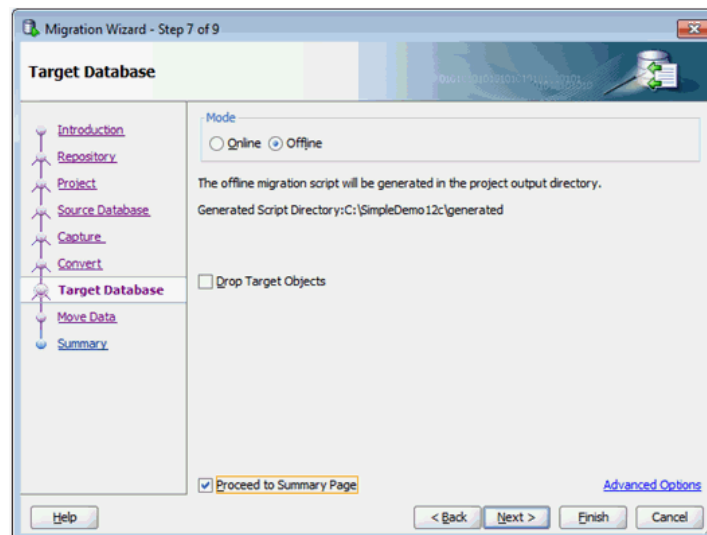 Migration Wizard - Step 7 of 9
Target Database
Introduction
Repository
Project
Source Database
Capture
Convert
Target Database
Move Data
Summary
Mode
Online Offline
The offline migration script will be generated in the project output directory.
Generated Script Directory:C:\SimpleDemo12c\generated
Drop Target Objects
Proceed to Summary Page
Advanced Options
Help
< Back Next > Finish Cancel